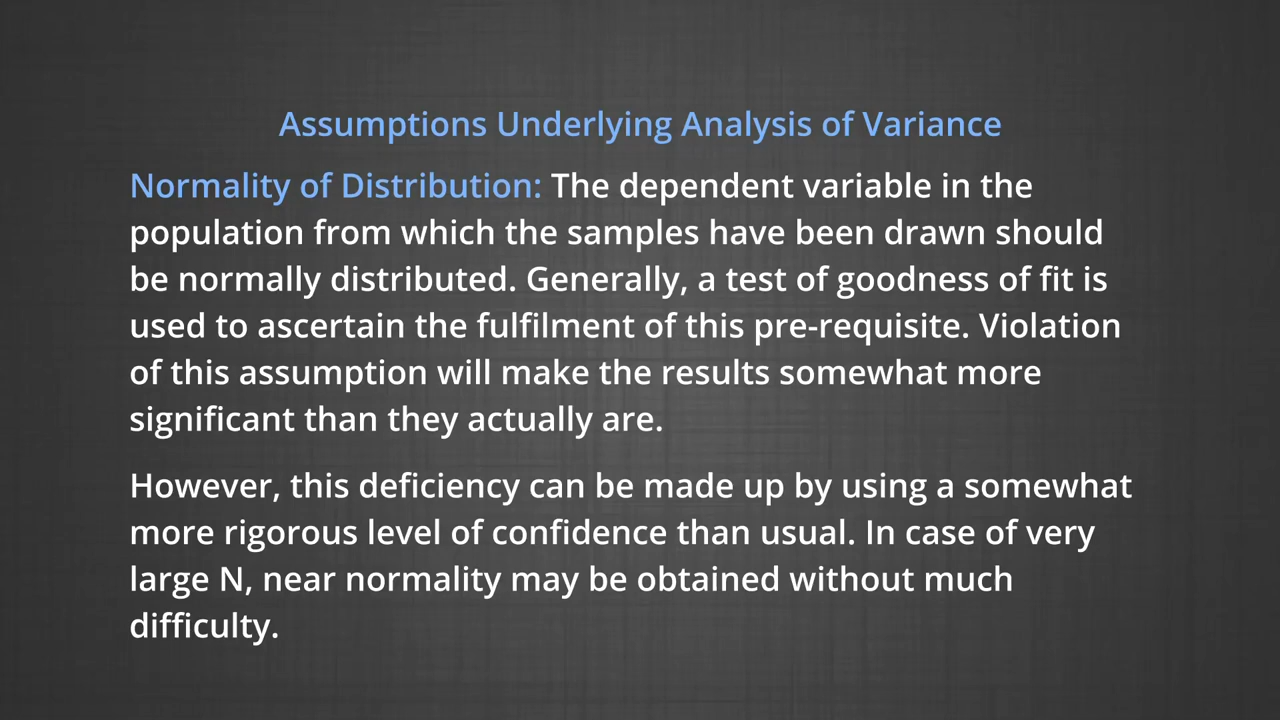 Assumptions Underlying Analysis of Variance
Normality of Distribution: The dependent variable in the
population from which the samples have been drawn should
be normally distributed. Generally, a test of goodness of fit is
used to ascertain the fulfilment of this pre-requisite. Violation
of this assumption will make the results somewhat more
significant than they actually are.
However, this deficiency can be made up by using a somewhat
more rigorous level of confidence than usual. In case of very
large N, near normality may be obtained without much
difficulty.